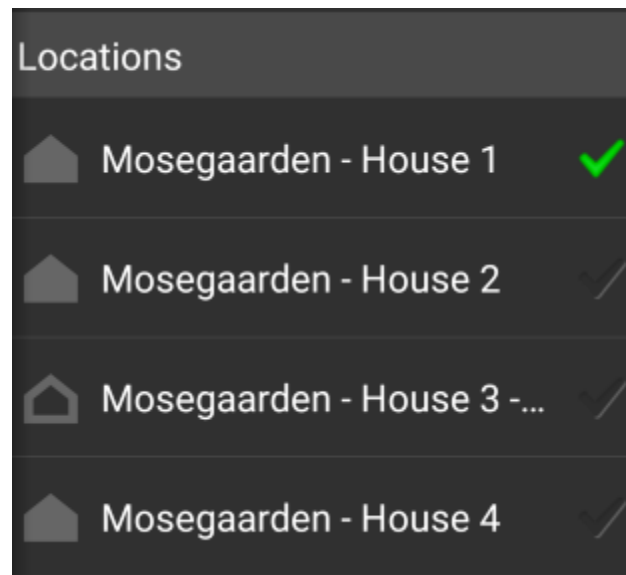 Locations
Mosegaarden - House 1
Mosegaarden - House 2
Mosegaarden - House 3 -...
Mosegaarden - House 4